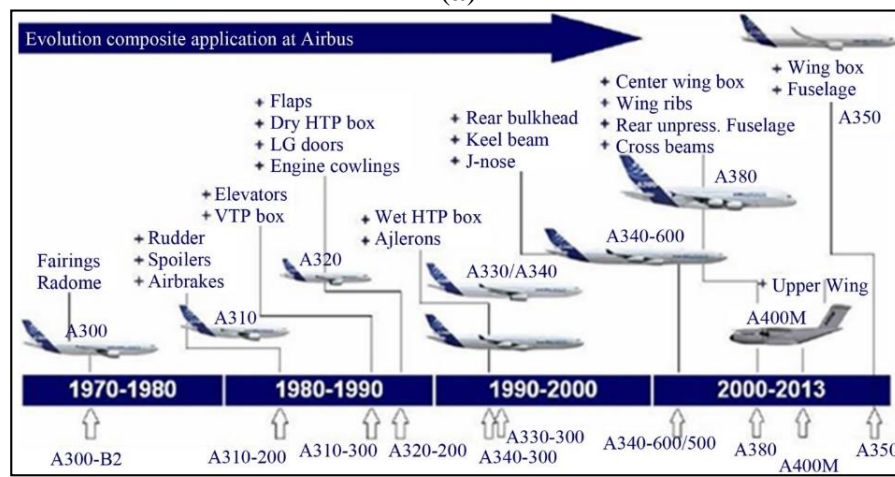 Evolution composite application at Airbus
+ Wing box
+ Fuselage
A350
+ Center wing box
+ Wing ribs
+ Rear unpress. Fuselage
+ Cross beams
A380
+ Flaps
+ Dry HTP box
+ LG doors
+ Engine cowlings
+ Rear bulkhead
+ Keel beam
+ J-nose
+ Elevators
+ VTP box
+ Wet HTP box
+ Ajlerons
+ Rudder
+ Spoilers
+ Airbrakes
Fairings
Radome
A300
A310
A320
A330/A340
A340-600
+ Upper Wing
A400M
1970-1980
1980-1990
1990-2000
2000-2013
A300-B2
A310-200
A310-300
A320-200
A330-300
A340-300
A340-600/500
A380
A400M
A350